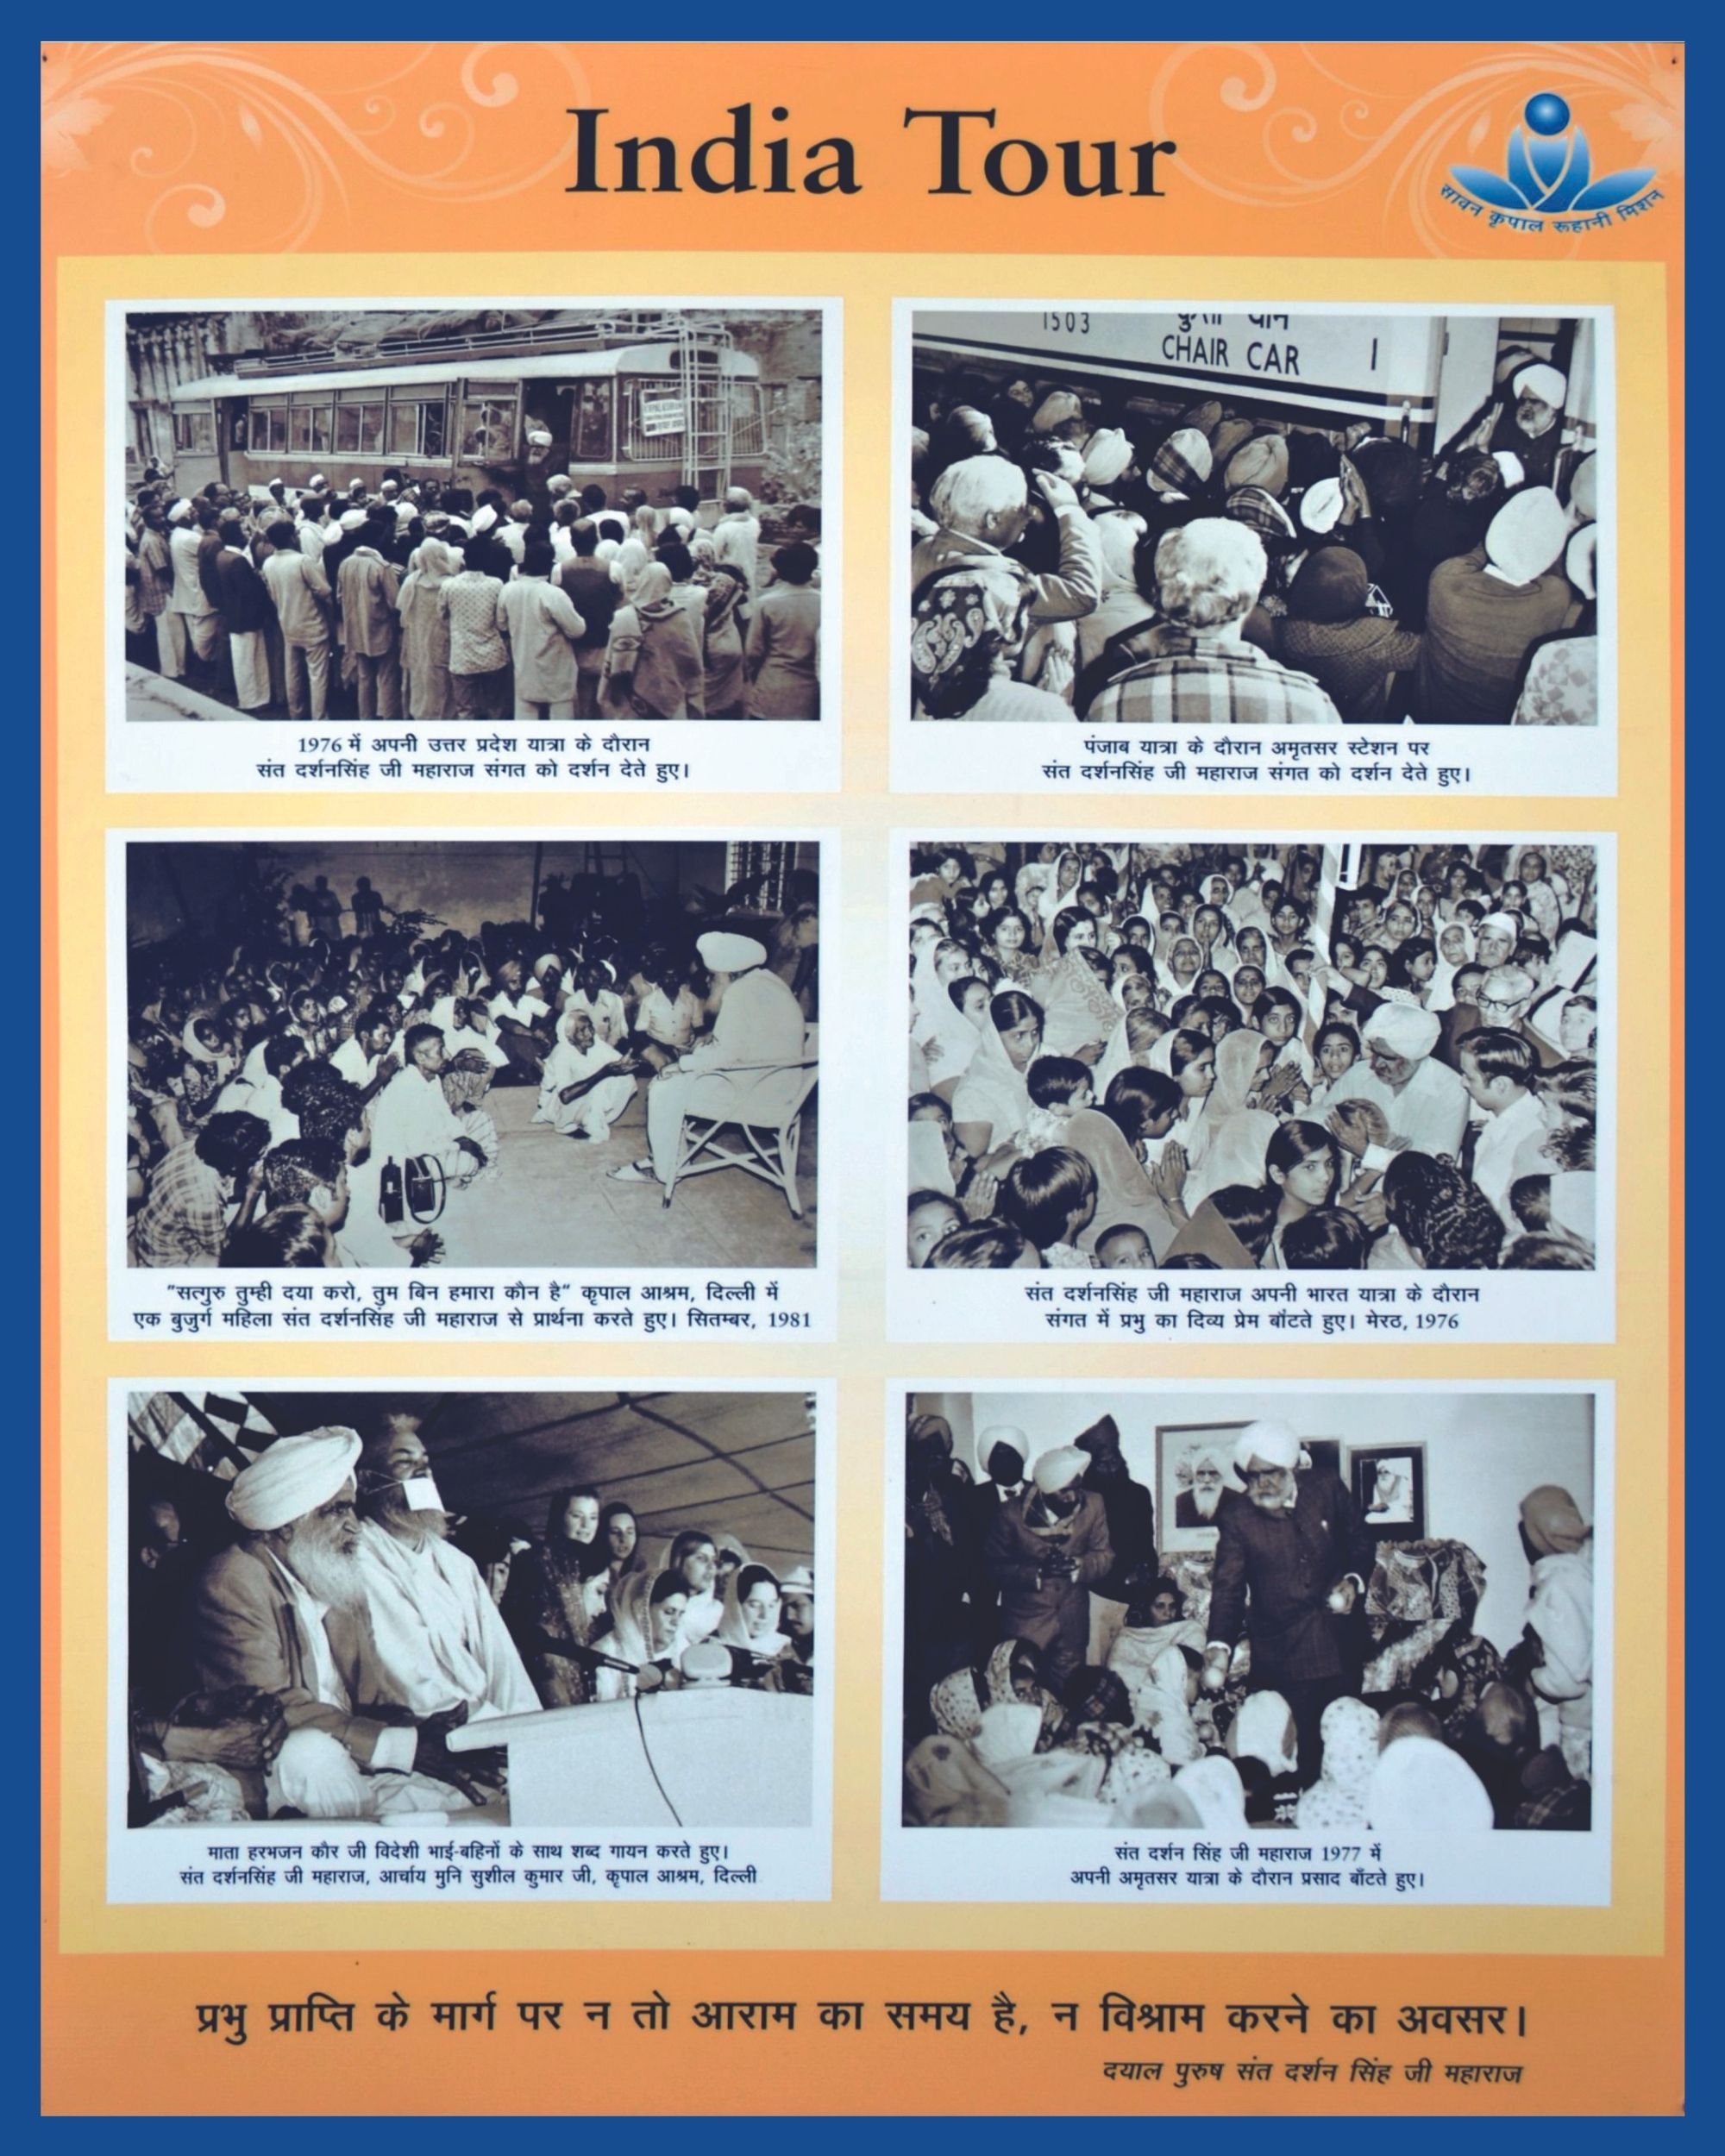 India Tour
सावन कृपाल रूहानी मिशन
1503
CHAIR CAR
1976 में अपनी उत्तर प्रदेश यात्रा के दौरान
संत दर्शनसिंह जी महाराज संगत को दर्शन देते हुए।
पंजाब यात्रा के दौरान अमृतसर स्टेशन पर
संत दर्शनसिंह जी महाराज संगत को दर्शन देते हुए।
"सत्गुरु तुम्ही दया करो, तुम बिन हमारा कौन है" कृपाल आश्रम, दिल्ली में
एक बुजुर्ग महिला संत दर्शनसिंह जी महाराज से प्रार्थना करते हुए। सितम्बर, 1981
संत दर्शनसिंह जी महाराज अपनी भारत यात्रा के दौरान
संगत में प्रभु का दिव्य प्रेम बाँटते हुए। मेरठ, 1976
माता हरभजन कौर जी विदेशी भाई-बहिनों के साथ शब्द गायन करते हुए।
संत दर्शनसिंह जी महाराज, आर्चाय मुनि सुशील कुमार जी, कृपाल आश्रम, दिल्ली
संत दर्शन सिंह जी महाराज 1977 में
अपनी अमृतसर यात्रा के दौरान प्रसाद बाँटते हुए।
प्रभु प्राप्ति के मार्ग पर न तो आराम का समय है, न विश्राम करने का अवसर।
दयाल पुरुष संत दर्शन सिंह जी महाराज